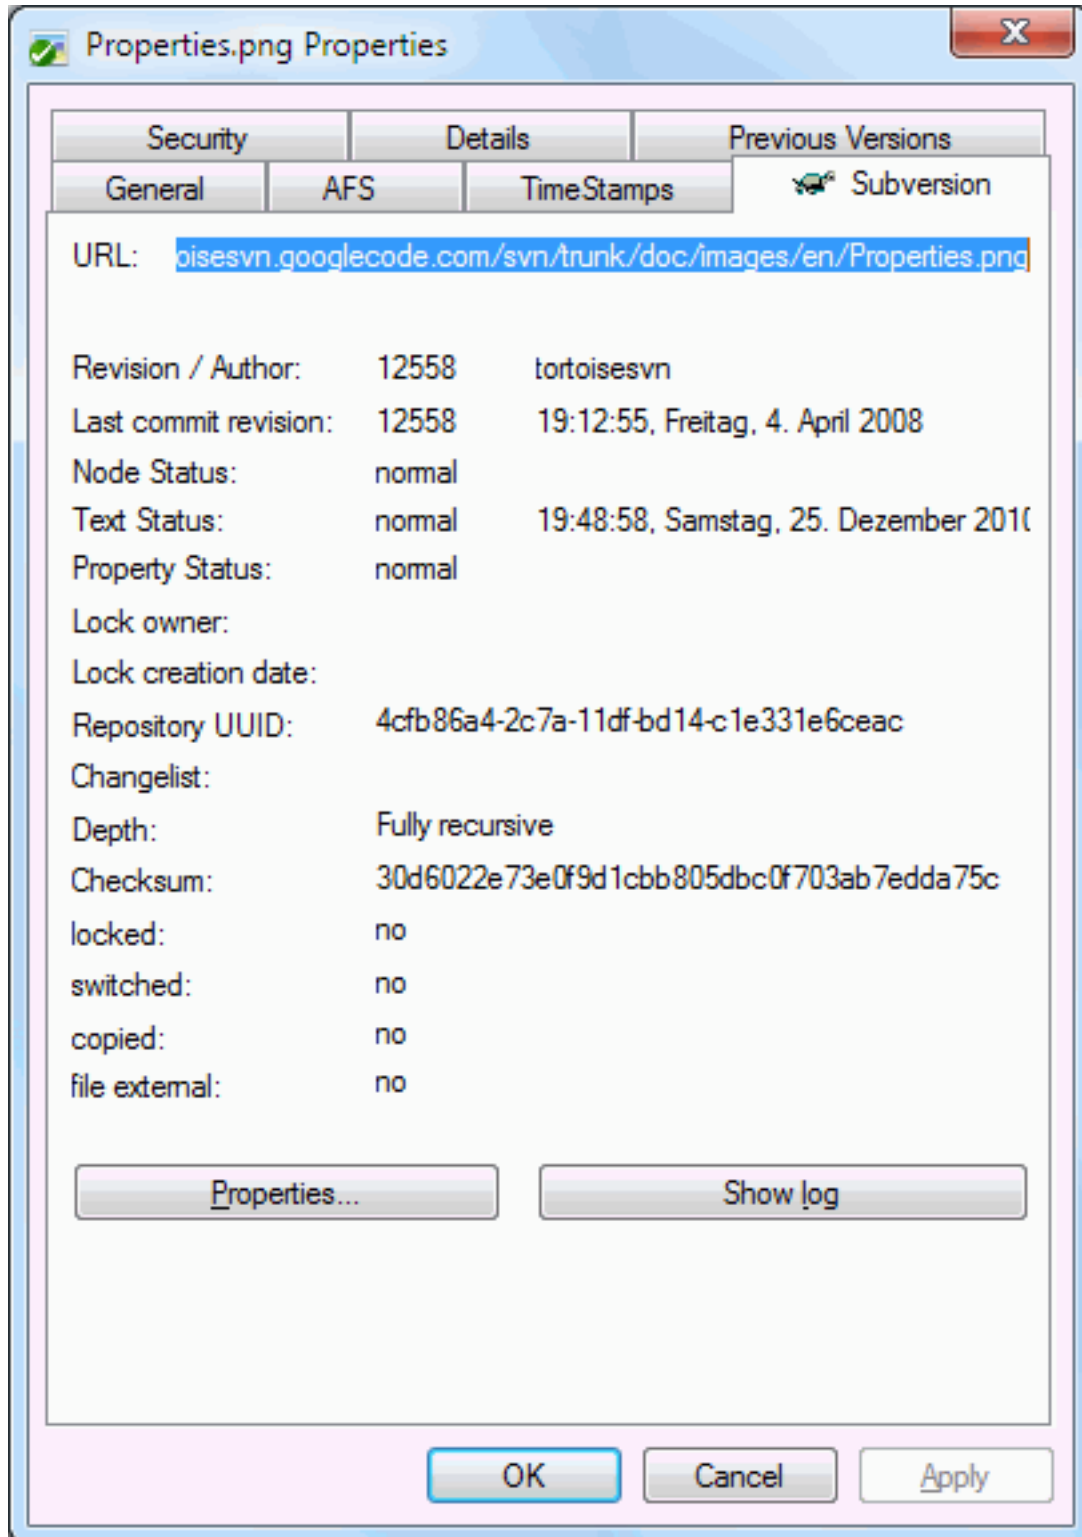 Properties.png Properties
Security Details Previous Versions
General AFS TimeStamps Subversion
URL: oisesvn.googlecode.com/svn/trunk/doc/images/en/Properties.png
Revision / Author: 12558 tortoisesvn
Last commit revision: 12558 19:12:55, Freitag, 4. April 2008
Node Status: normal
Text Status: normal 19:48:58, Samstag, 25. Dezember 2010
Property Status: normal
Lock owner:
Lock creation date:
Repository UUID: 4cfb86a4-2c7a-11df-bd14-c1e331e6ceac
Changelist:
Depth: Fully recursive
Checksum: 30d6022e73e0f9d1cbb805dbc0f703ab7edda75c
locked: no
switched: no
copied: no
file external: no
Properties... Show log
OK Cancel Apply